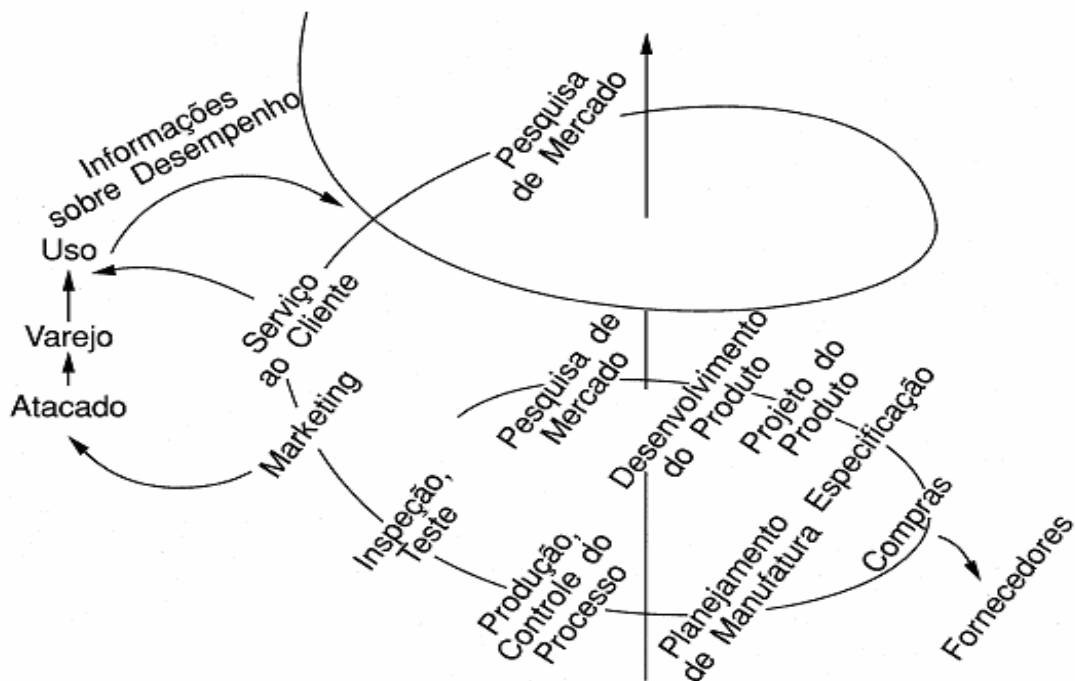 Pesquisa
de Mercado
Informações
sobre Desempenho
Uso
Varejo
Atacado
Serviço
ao Cliente
Marketing
Pesquisa de
Mercado
Desenvolvimento
do Produto
Projeto do
Produto
Especificação
Compras
Fornecedores
Planejamento
de Manufatura
Produção,
Controle do
Processo
Inspeção,
Teste